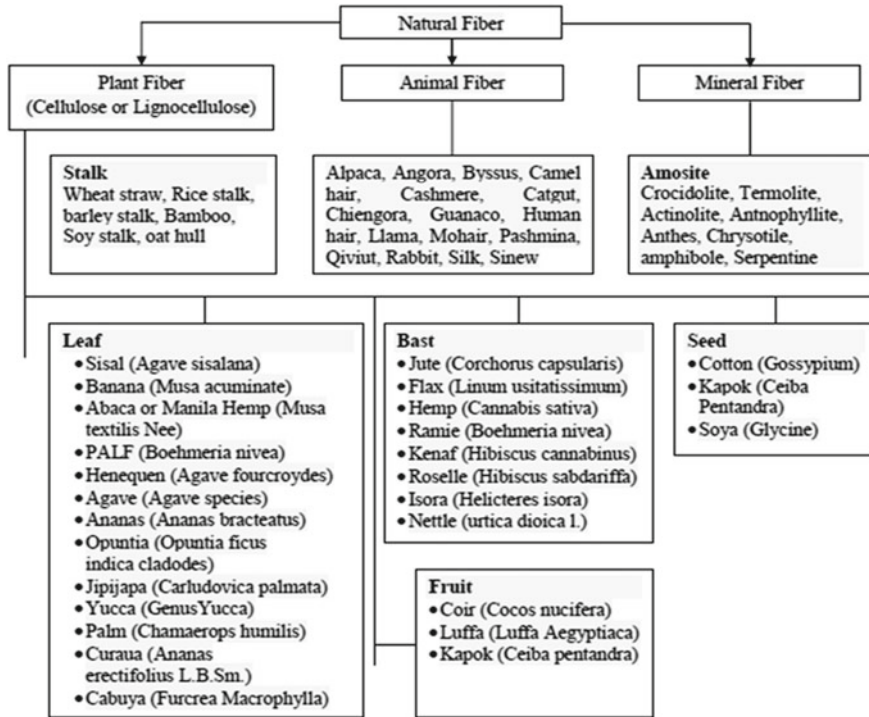 Natural Fiber
Plant Fiber
(Cellulose or Lignocellulose)
Animal Fiber
Mineral Fiber
Stalk
Wheat straw, Rice stalk,
barley stalk, Bamboo,
Soy stalk, oat hull
Alpaca, Angora, Byssus, Camel
hair, Cashmere, Catgut,
Chiengora, Guanaco, Human
hair, Llama, Mohair, Pashmina,
Qiviut, Rabbit, Silk, Sinew
Amosite
Crocidolite, Termolite,
Actinolite, Antnophyllite,
Anthes, Chrysotile,
amphibole, Serpentine
Leaf
• Sisal (Agave sisalana)
• Banana (Musa acuminate)
• Abaca or Manila Hemp (Musa
textilis Nee)
• PALF (Boehmeria nivea)
• Henequen (Agave fourcroydes)
• Agave (Agave species)
• Ananas (Ananas bracteatus)
• Opuntia (Opuntia ficus
indica cladodes)
• Jipijapa (Carludovica palmata)
• Yucca (GenusYucca)
• Palm (Chamaerops humilis)
• Curaua (Ananas
erectifolius L.B.Sm.)
• Cabuya (Furcrea Macrophylla)
Bast
• Jute (Corchorus capsularis)
• Flax (Linum usitatissimum)
• Hemp (Cannabis sativa)
• Ramie (Boehmeria nivea)
• Kenaf (Hibiscus cannabinus)
• Roselle (Hibiscus sabdariffa)
• Isora (Helicteres isora)
• Nettle (urtica dioica l.)
Seed
• Cotton (Gossypium)
• Kapok (Ceiba
Pentandra)
• Soya (Glycine)
Fruit
• Coir (Cocos nucifera)
• Luffa (Luffa Aegyptiaca)
• Kapok (Ceiba pentandra)